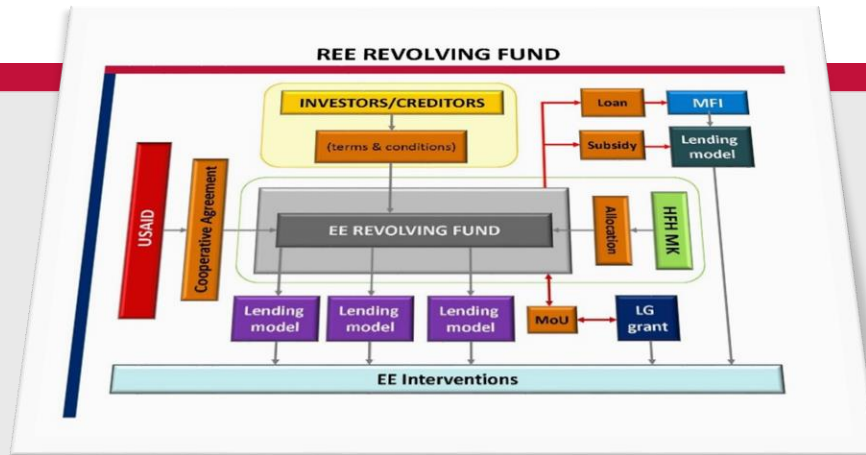 REE REVOLVING FUND
INVESTORS/CREDITORS
(terms & conditions)
Loan
MFI
Subsidy
Lending
model
USAID
Cooperative Agreement
EE REVOLVING FUND
Allocation
HFH MK
Lending
model
Lending
model
Lending
model
MoU
LG
grant
EE Interventions